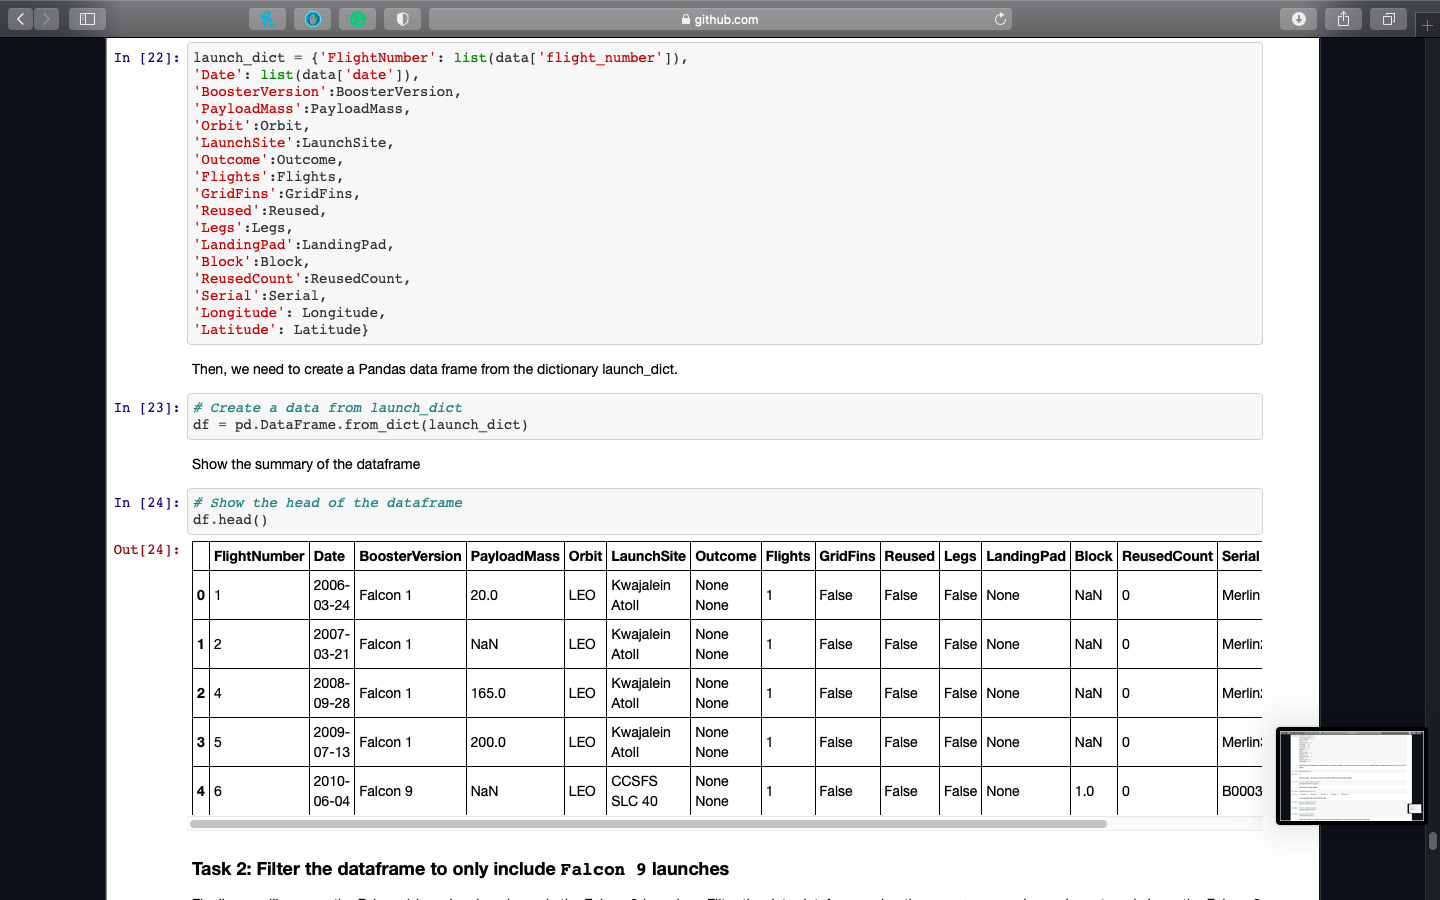 github.com
In [22]: launch_dict = {'FlightNumber': list(data['flight_number']),
'Date': list(data['date']),
'BoosterVersion':BoosterVersion,
'PayloadMass':PayloadMass,
'Orbit':Orbit,
'LaunchSite':LaunchSite,
'Outcome':Outcome,
'Flights':Flights,
'GridFins':GridFins,
'Reused':Reused,
'Legs':Legs,
'LandingPad':LandingPad,
'Block':Block,
'ReusedCount':ReusedCount,
'Serial':Serial,
'Longitude': Longitude,
'Latitude': Latitude}
Then, we need to create a Pandas data frame from the dictionary launch_dict.
In [23]: # Create a data from launch_dict
df = pd.DataFrame.from_dict(launch_dict)
Show the summary of the dataframe
In [24]: # Show the head of the dataframe
df.head()
Out[24]:
FlightNumber Date BoosterVersion PayloadMass Orbit LaunchSite Outcome Flights GridFins Reused Legs LandingPad Block ReusedCount Serial
0 1 2006-03-24 Falcon 1 20.0 LEO Kwajalein Atoll None None 1 False False False None NaN 0 Merlin
1 2 2007-03-21 Falcon 1 NaN LEO Kwajalein Atoll None None 1 False False False None NaN 0 Merlin
2 4 2008-09-28 Falcon 1 165.0 LEO Kwajalein Atoll None None 1 False False False None NaN 0 Merlin
3 5 2009-07-13 Falcon 1 200.0 LEO Kwajalein Atoll None None 1 False False False None NaN 0 Merlin
4 6 2010-06-04 Falcon 9 NaN LEO CCSFS SLC 40 None None 1 False False False None 1.0 0 B0003
Task 2: Filter the dataframe to only include Falcon 9 launches